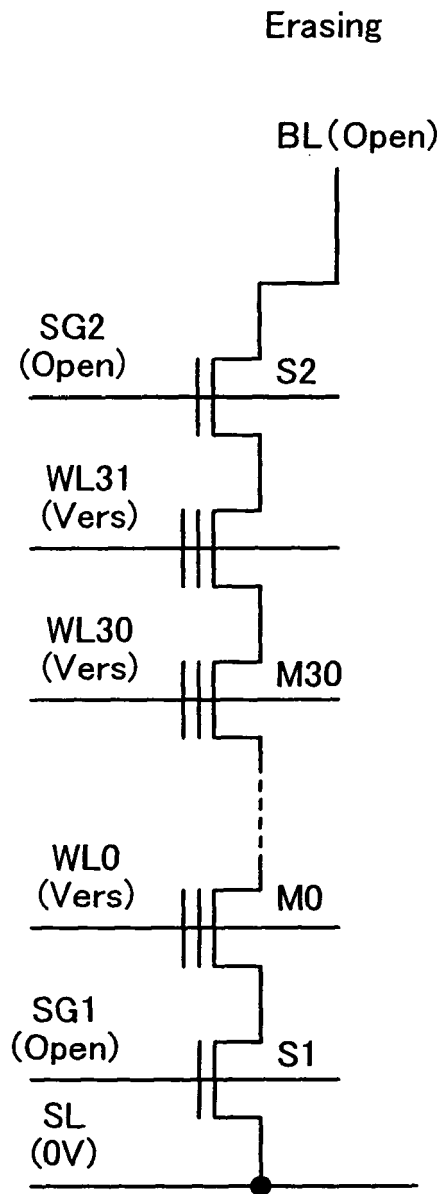 Erasing
BL(Open)
SG2
(Open)
S2
WL31
(Vers)
WL30
(Vers)
M30
WL0
(Vers)
M0
SG1
(Open)
S1
SL
(0V)